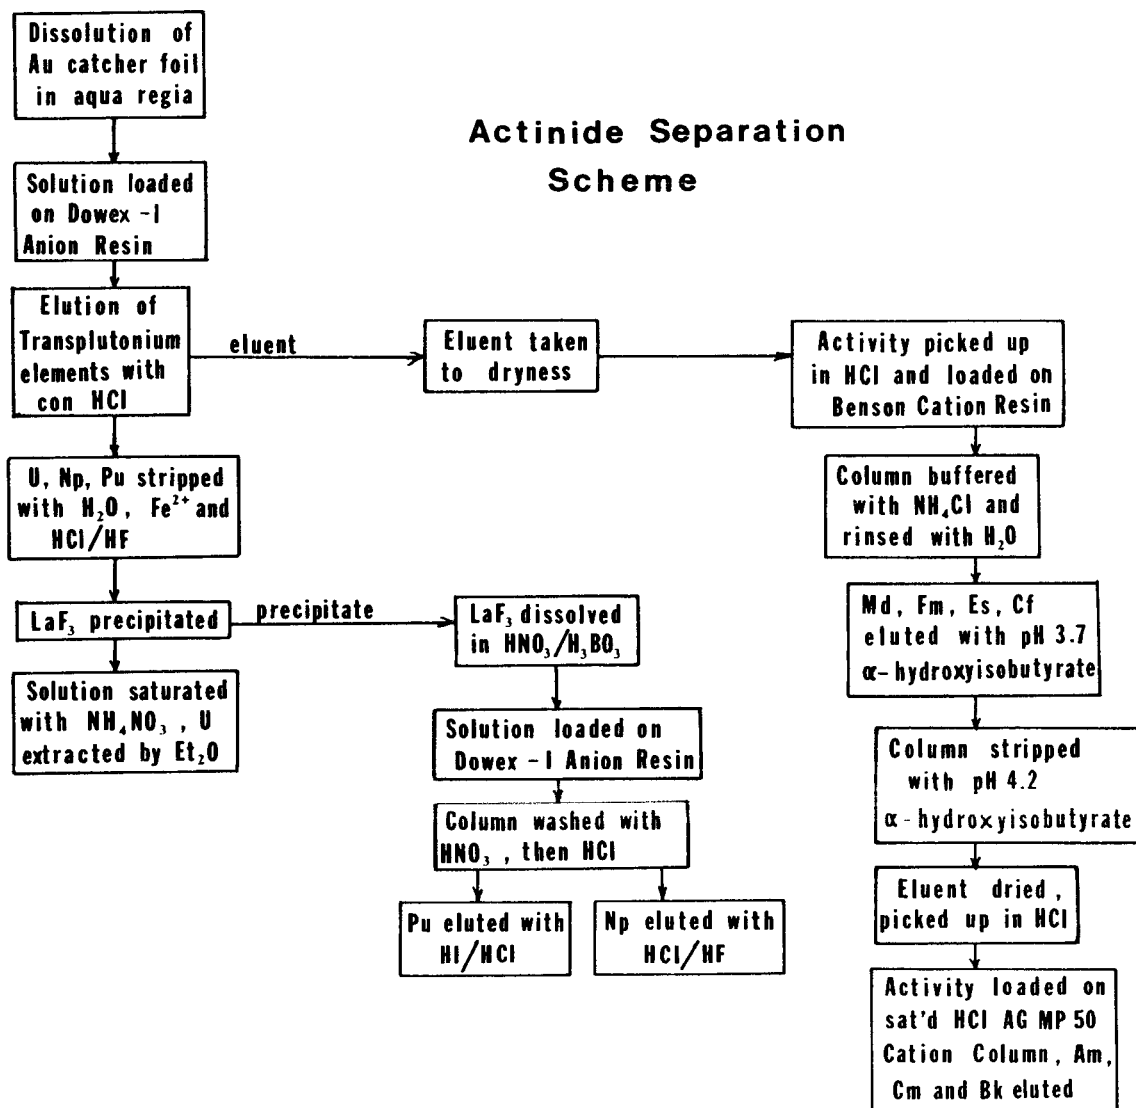 Actinide Separation
Scheme
Dissolution of
Au catcher foil
in aqua regia
Solution loaded
on Dowex-1
Anion Resin
Elution of
Transplutonium
elements with
con HCl
eluent
Eluent taken
to dryness
Activity picked up
in HCl and loaded on
Benson Cation Resin
U, Np, Pu stripped
with H₂O, Fe²⁺ and
HCl/HF
Column buffered
with NH₄Cl and
rinsed with H₂O
LaF₃ precipitated
precipitate
LaF₃ dissolved
in HNO₃/H₃BO₃
Md, Fm, Es, Cf
eluted with pH 3.7
α-hydroxyisobutyrate
Solution saturated
with NH₄NO₃, U
extracted by Et₂O
Solution loaded on
Dowex-1 Anion Resin
Column stripped
with pH 4.2
α-hydroxyisobutyrate
Column washed with
HNO₃, then HCl
Eluent dried,
picked up in HCl
Pu eluted with
HI/HCl
Np eluted with
HCl/HF
Activity loaded on
sat'd HCl AG MP 50
Cation Column, Am,
Cm and Bk eluted